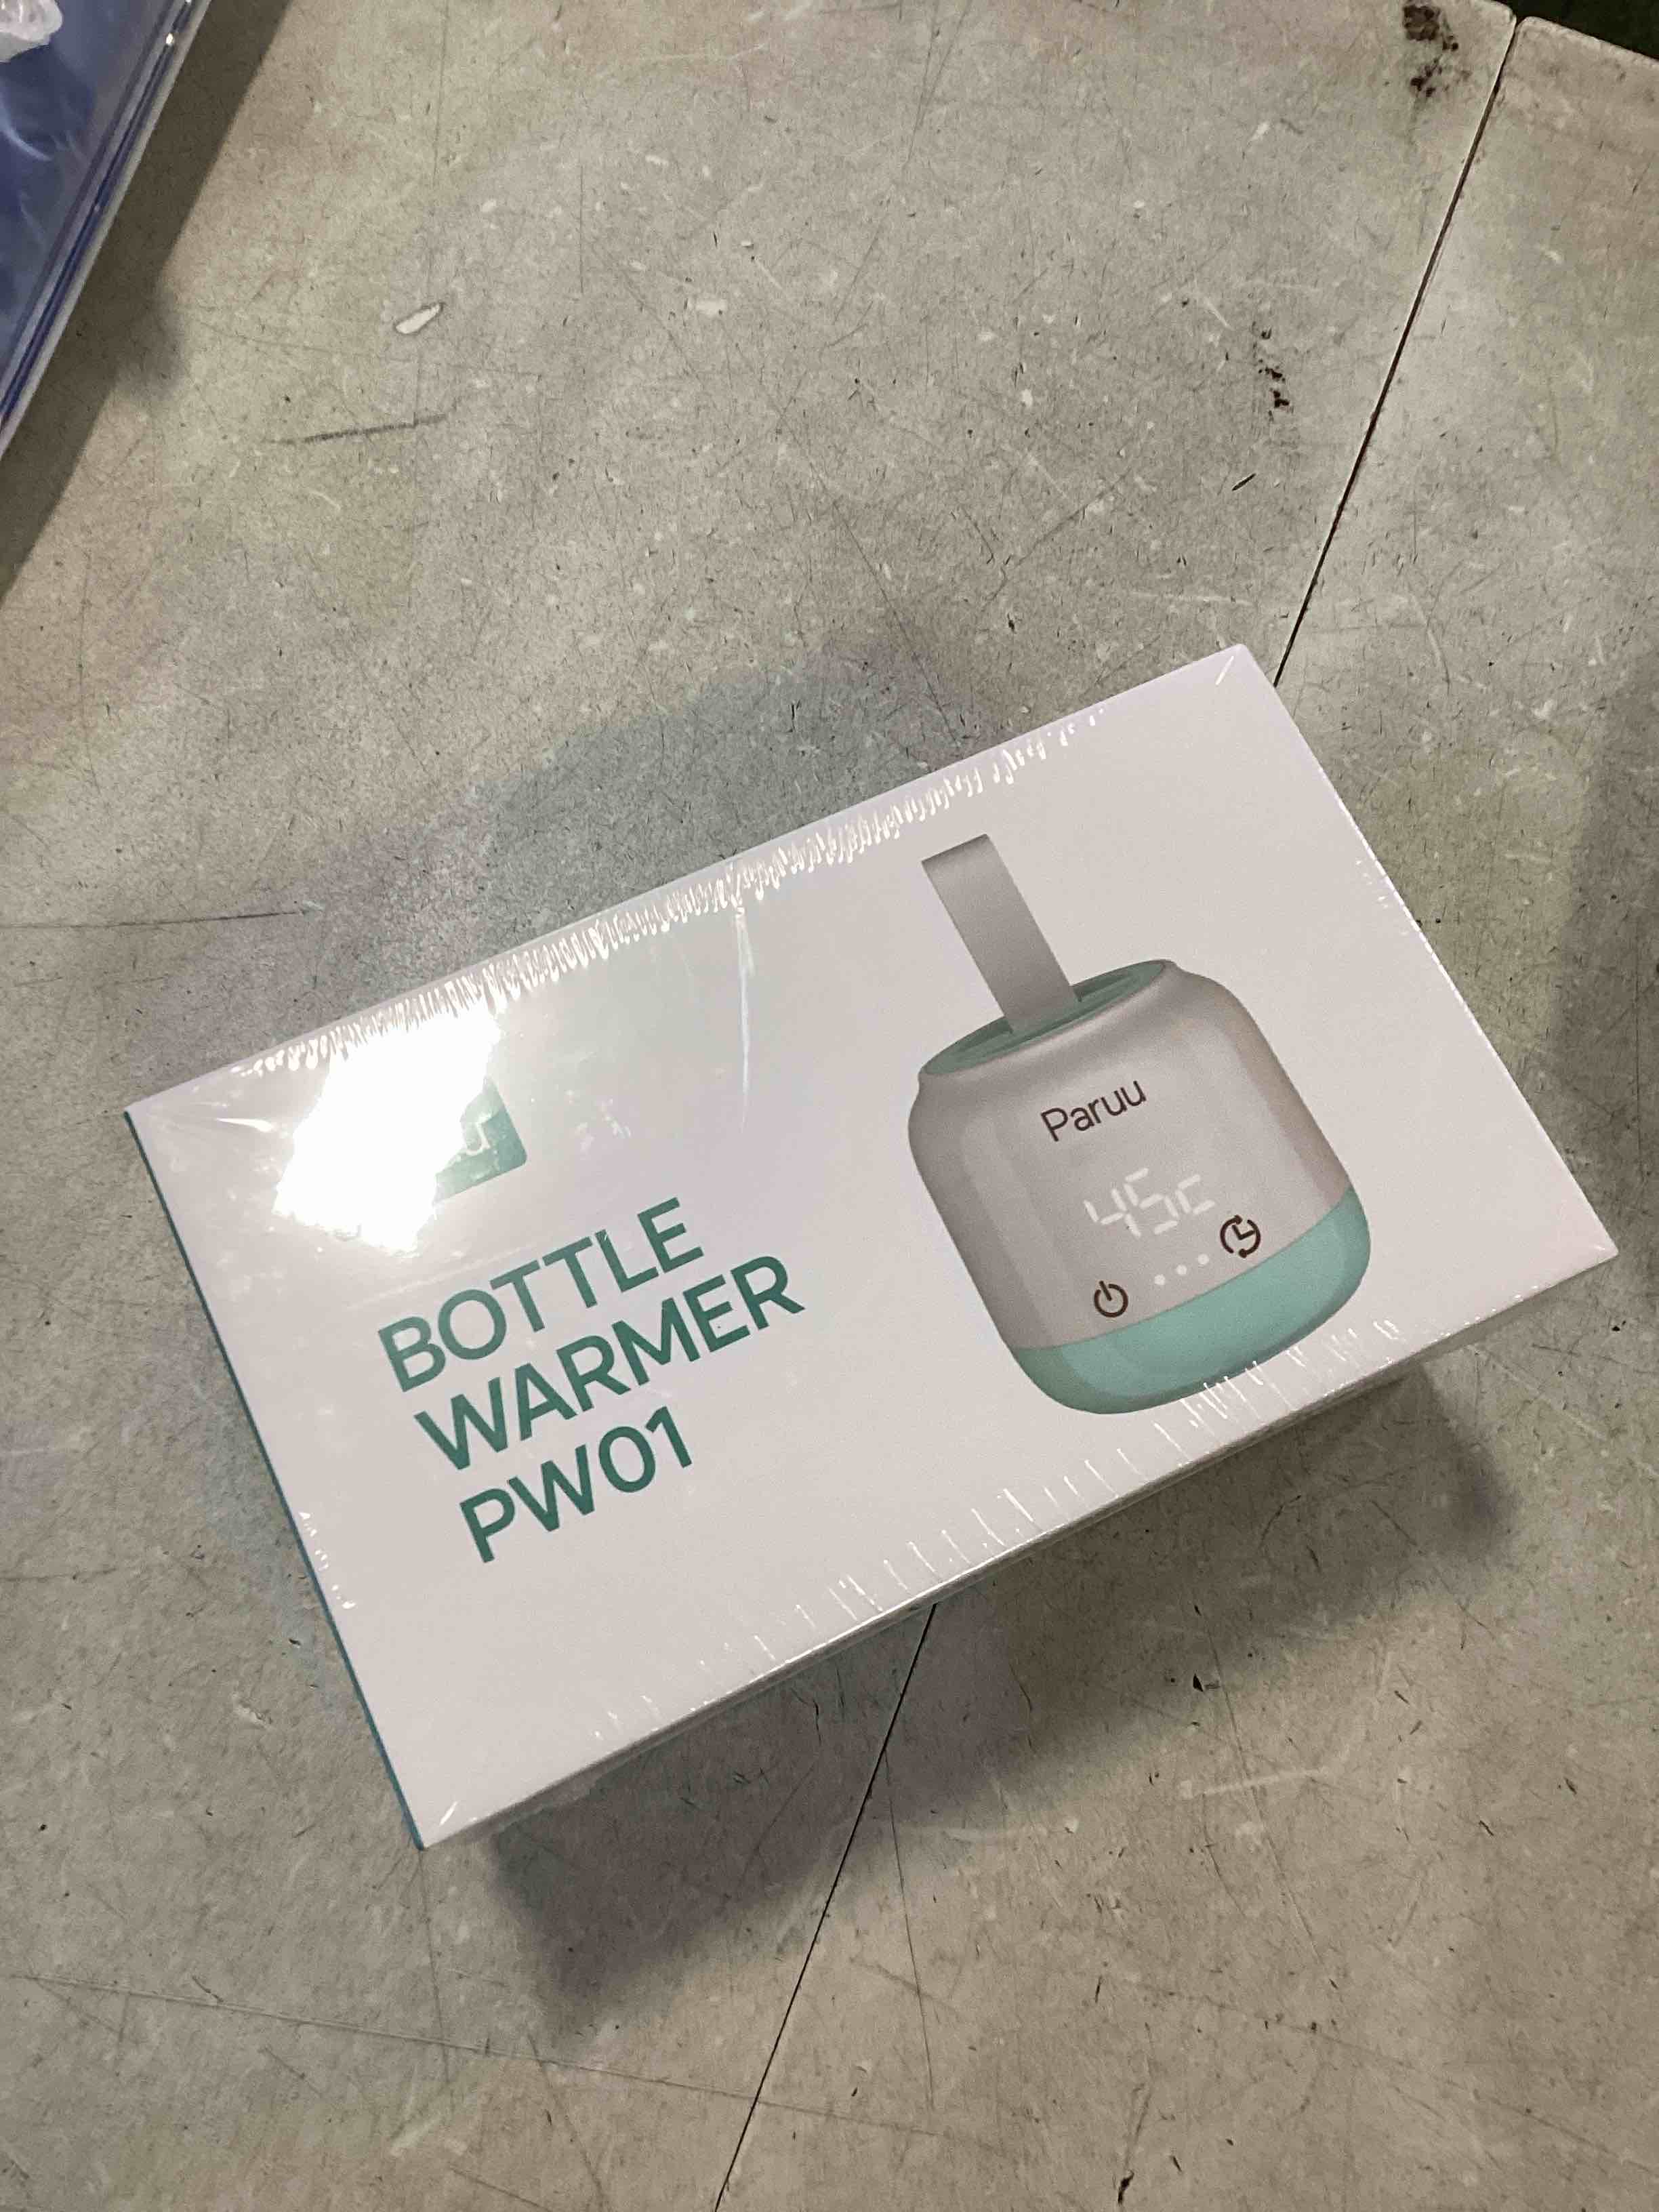 BOTTLE
WARMER
PW01
Paruu
45c